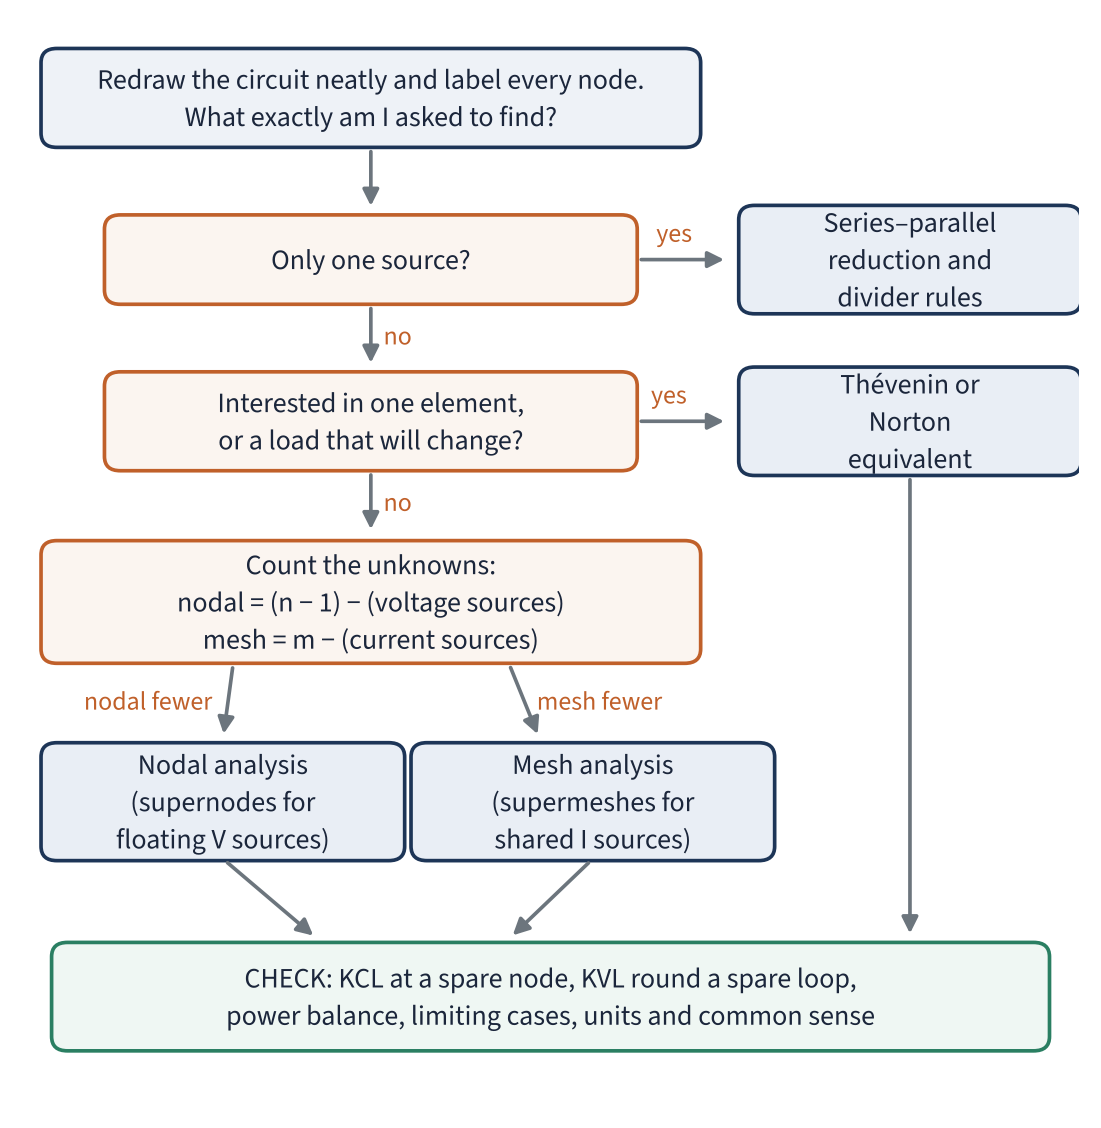 Redraw the circuit neatly and label every node.
What exactly am I asked to find?
Only one source?
yes
Series–parallel
reduction and
divider rules
no
Interested in one element,
or a load that will change?
yes
Thévenin or
Norton
equivalent
no
Count the unknowns:
nodal = (n − 1) − (voltage sources)
mesh = m − (current sources)
nodal fewer
mesh fewer
Nodal analysis
(supernodes for
floating V sources)
Mesh analysis
(supermeshes for
shared I sources)
CHECK: KCL at a spare node, KVL round a spare loop,
power balance, limiting cases, units and common sense